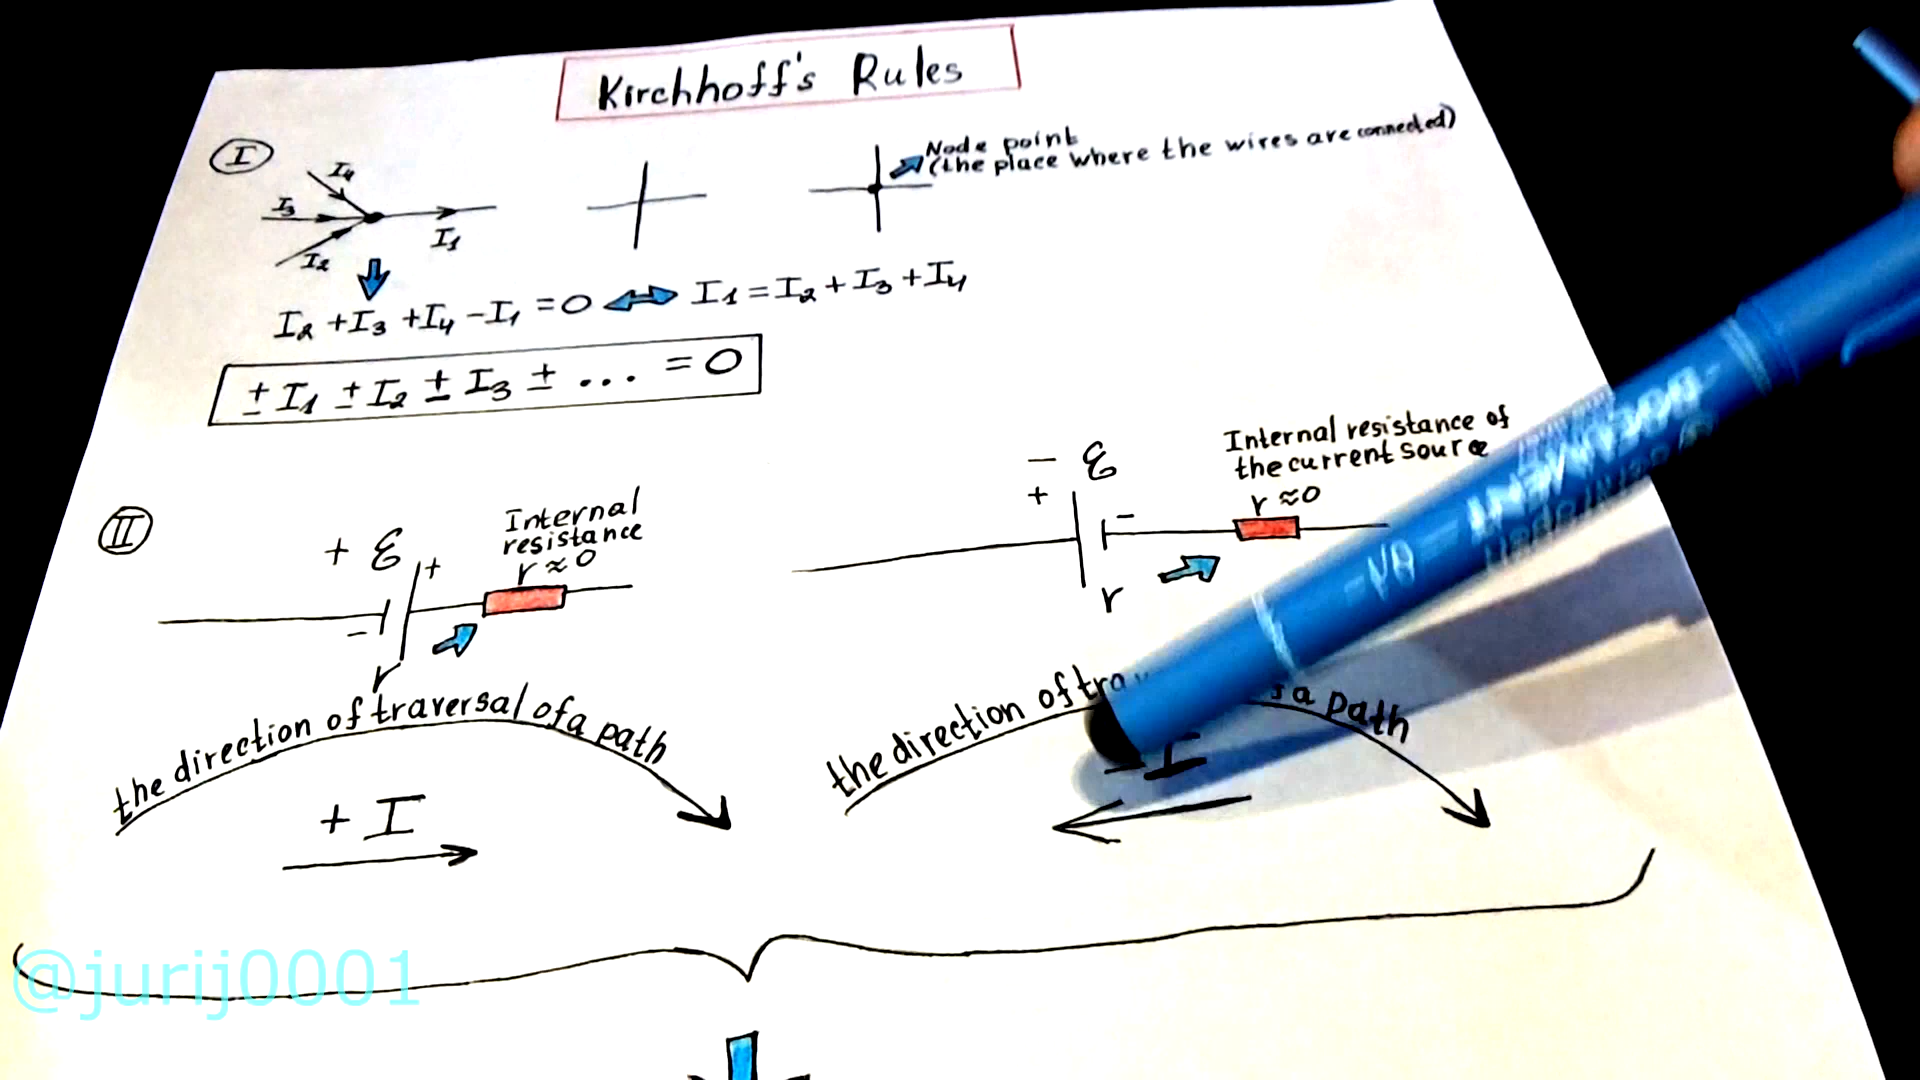 Kirchhoff's Rules
I
I4
I3
I2
I1
Node point
(the place where the wires are connected)
I2 + I3 + I4 - I1 = 0
I1 = I2 + I3 + I4
± I1 ± I2 ± I3 ± ... = 0
II
+ ε
+
-
r
Internal
resistance
r ≈ 0
the direction of traversal of a path
+ I
- ε
+
-
r
Internal resistance of
the current source
r ≈ 0
the direction of a path
- I
@jurij0001